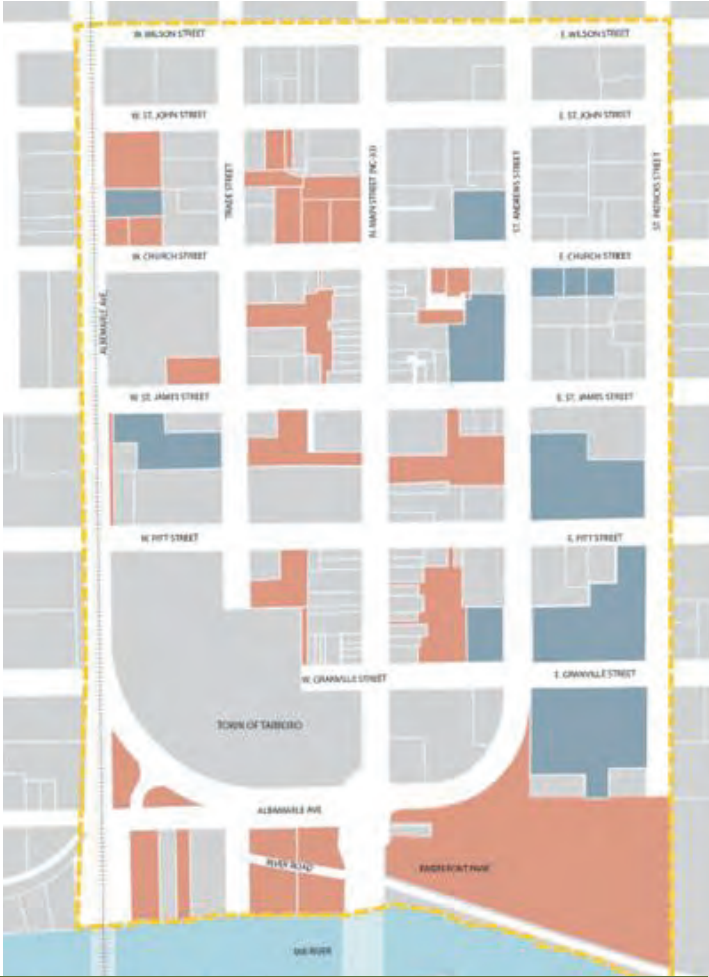 W. WILSON STREET
E. WILSON STREET
W. ST. JOHN STREET
E. ST. JOHN STREET
TRADE STREET
N. MAIN STREET (NC-33)
ST. ANDREWS STREET
ST. PATRICKS STREET
W. CHURCH STREET
E. CHURCH STREET
ALBEMARLE AVE.
W. ST. JAMES STREET
E. ST. JAMES STREET
W. PITT STREET
E. PITT STREET
W. GRANVILLE STREET
E. GRANVILLE STREET
TOWN OF TARBORO
ALBAMARLE AVE
RIVER ROAD
RIVERFRONT PARK
TAR RIVER